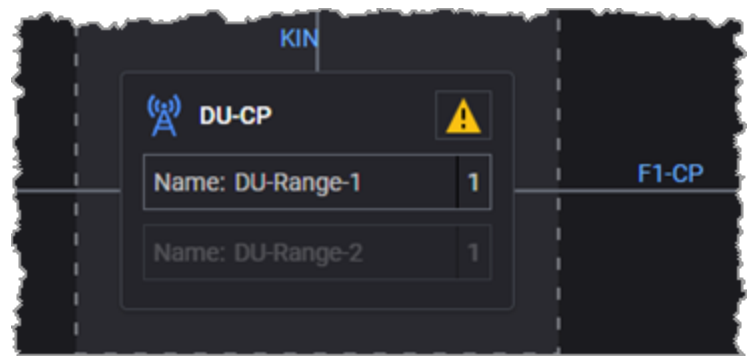 KIN
DU-CP
Name: DU-Range-1 1
F1-CP
Name: DU-Range-2 1